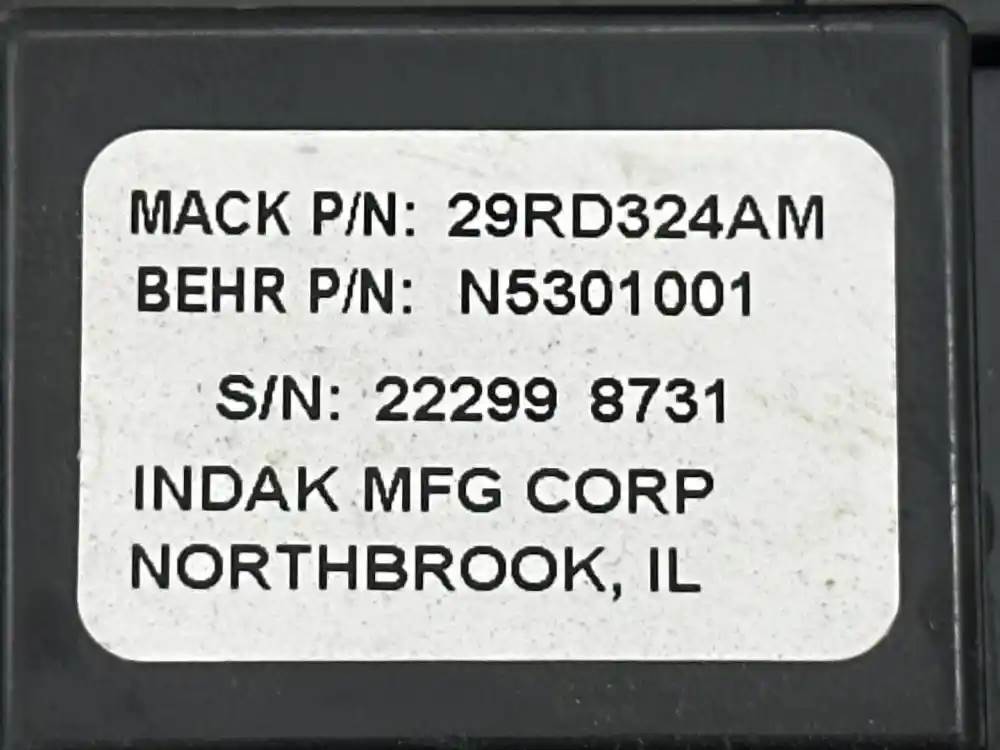 MACK P/N: 29RD324AM
BEHR P/N: N5301001
S/N: 22299 8731
INDAK MFG CORP
NORTHBROOK, IL